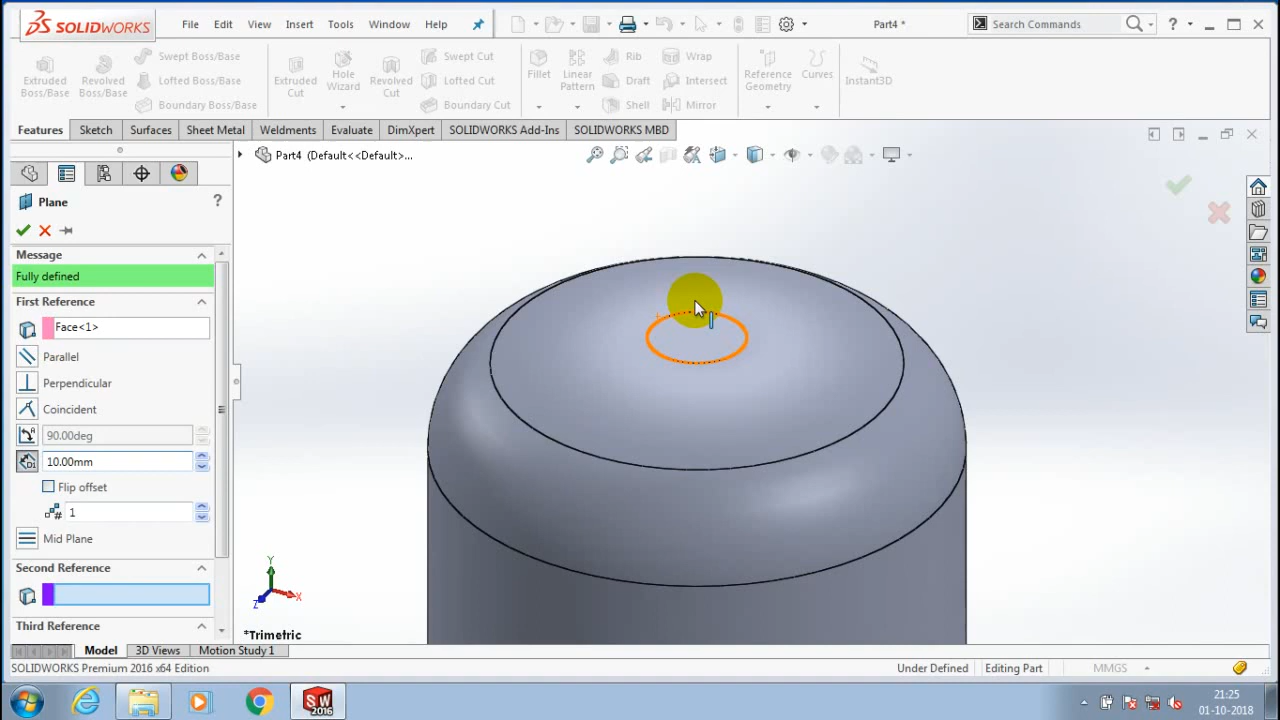 SOLIDWORKS File Edit View Insert Tools Window Help Part4 * Search Commands ?
Extruded Boss/Base
Revolved Boss/Base
Swept Boss/Base
Lofted Boss/Base
Boundary Boss/Base
Extruded Cut
Hole Wizard
Revolved Cut
Swept Cut
Lofted Cut
Boundary Cut
Fillet
Linear Pattern
Rib
Draft
Shell
Wrap
Intersect
Mirror
Reference Geometry
Curves
Instant3D
Features Sketch Surfaces Sheet Metal Weldments Evaluate DimXpert SOLIDWORKS Add-Ins SOLIDWORKS MBD
Part4 (Default<<Default>...
Plane ?
Message
Fully defined
First Reference
Face<1>
Parallel
Perpendicular
Coincident
90.00deg
10.00mm
Flip offset
1
Mid Plane
Second Reference
Third Reference
Y
X
Z
*Trimetric
Model 3D Views Motion Study 1
SOLIDWORKS Premium 2016 x64 Edition Under Defined Editing Part MMGS
SW
2016
21:25
01-10-2018